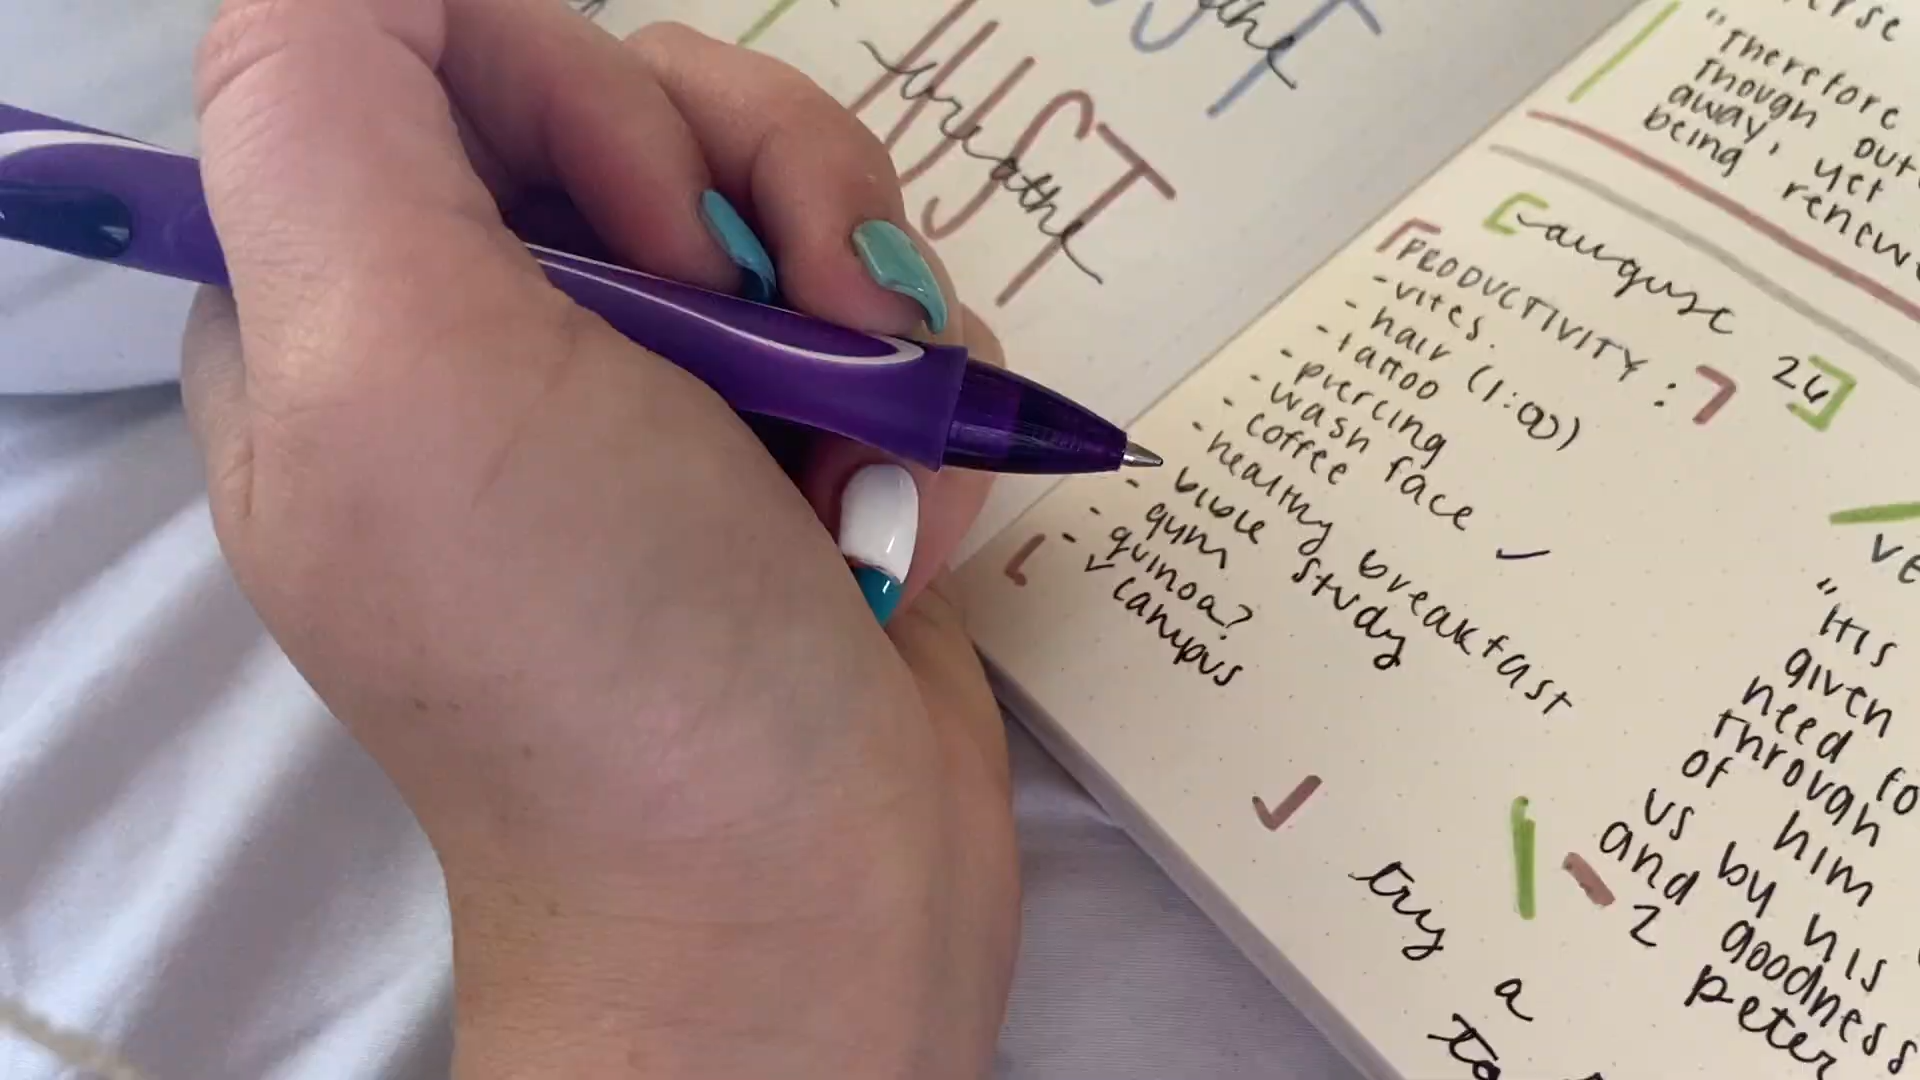 breathe
JUST
breathe
"Therefore
Though out
away, yet
being renew
august 24
PRODUCTIVITY:
- vites.
- hair (1:00)
- tattoo
- piercing
- wash face
- coffee
- healthy breakfast
- bible study
- gym
- quinoa?
campus
"His
given
need fo
through
of him
us by his
and goodness
2 peter
try a
to